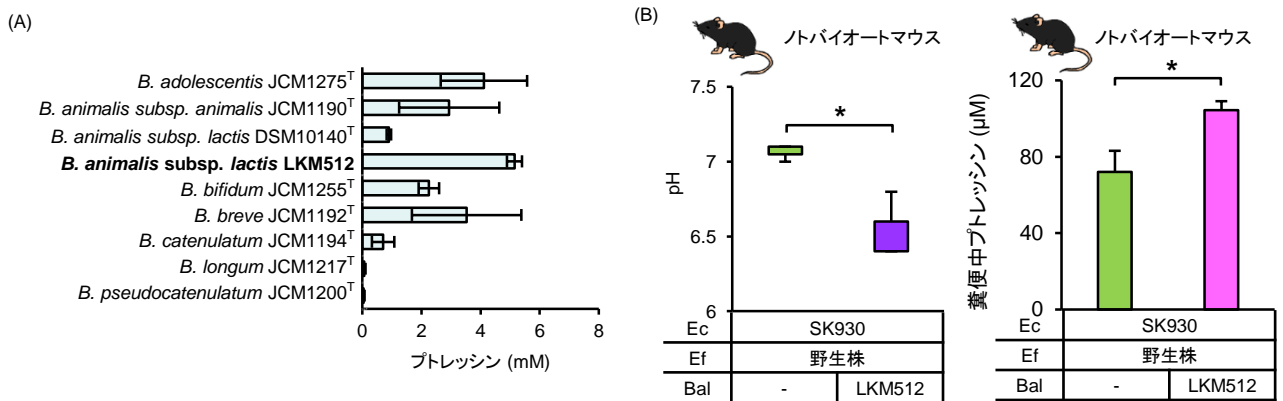 (A)
B. adolescentis JCM1275T
B. animalis subsp. animalis JCM1190T
B. animalis subsp. lactis DSM10140T
B. animalis subsp. lactis LKM512
B. bifidum JCM1255T
B. breve JCM1192T
B. catenulatum JCM1194T
B. longum JCM1217T
B. pseudocatenulatum JCM1200T
0 2 4 6 8
プトレッシン (mM)
(B)
ノトバイオートマウス
7.5
*
7
pH
6.5
6
Ec SK930
Ef 野生株
Bal - LKM512
ノトバイオートマウス
120
*
80
糞便中プトレッシン (μM)
40
0
Ec SK930
Ef 野生株
Bal - LKM512